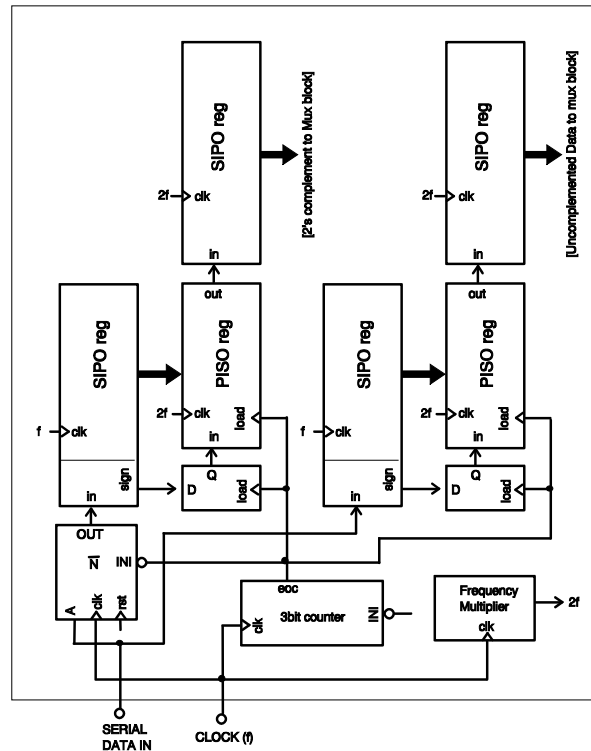 SIPO reg
2f
clk
in
[2's complement to Mux block]
SIPO reg
2f
clk
in
[Uncomplemented Data to mux block]
SIPO reg
f
clk
in
sign
out
PISO reg
2f
clk
in
load
Q
D
load
SIPO reg
f
clk
in
sign
out
PISO reg
2f
clk
in
load
Q
D
load
OUT
N
INI
A
clk
rst
eoc
3bit counter
clk
INI
Frequency
Multiplier
clk
2f
SERIAL
DATA IN
CLOCK (f)